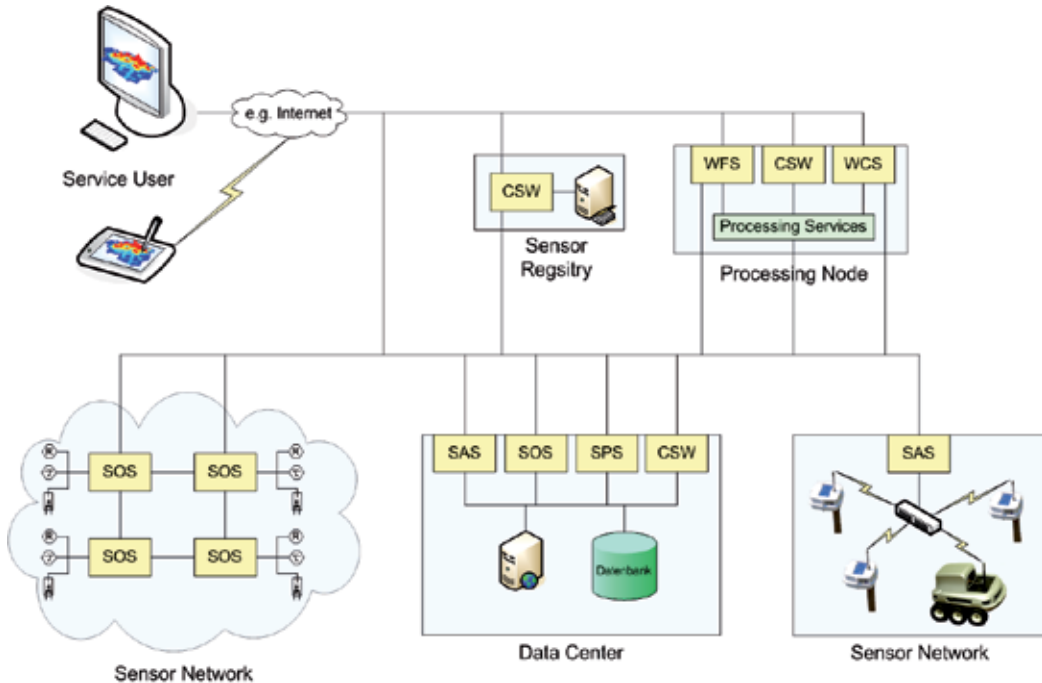 e.g. Internet
Service User
CSW
Sensor
Regsitry
WFS CSW WCS
Processing Services
Processing Node
SOS SOS
SOS SOS
Sensor Network
SAS SOS SPS CSW
Datenbank
Data Center
SAS
Sensor Network